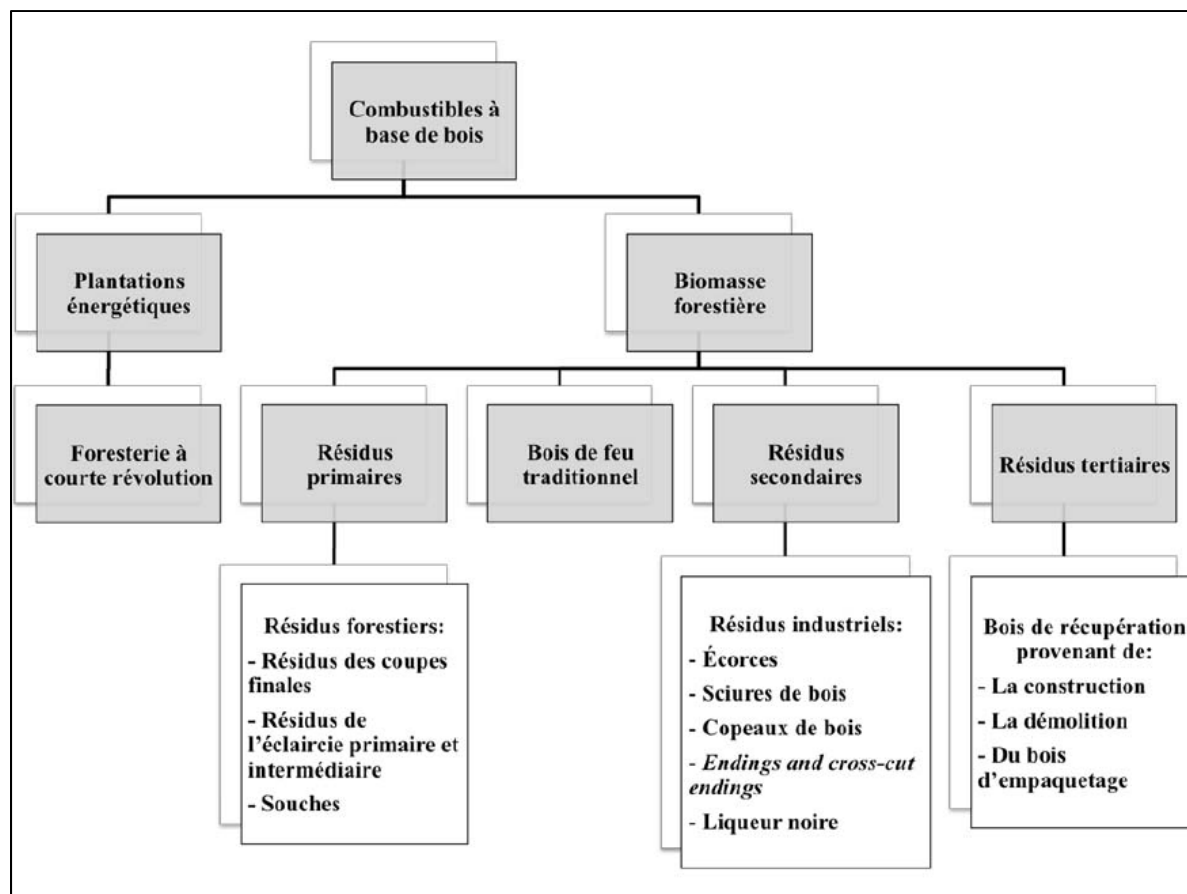 Combustibles à
base de bois
Plantations
énergétiques
Biomasse
forestière
Foresterie à
courte révolution
Résidus
primaires
Bois de feu
traditionnel
Résidus
secondaires
Résidus tertiaires
Résidus forestiers:
- Résidus des coupes
finales
- Résidus de
l'éclaircie primaire et
intermédiaire
- Souches
Résidus industriels:
- Écorces
- Sciures de bois
- Copeaux de bois
- Endings and cross-cut
endings
- Liqueur noire
Bois de récupération
provenant de:
- La construction
- La démolition
- Du bois
d'empaquetage